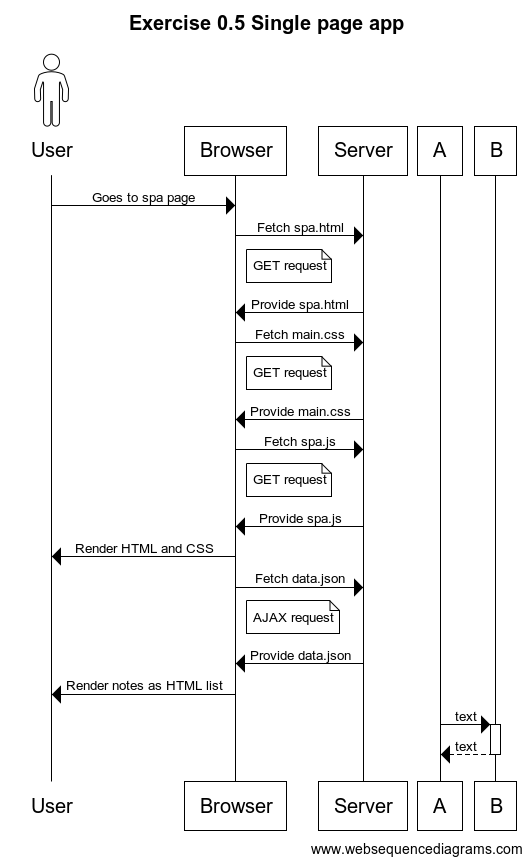 Exercise 0.5 Single page app
User
Browser
Server
A
B
Goes to spa page
Fetch spa.html
GET request
Provide spa.html
Fetch main.css
GET request
Provide main.css
Fetch spa.js
GET request
Provide spa.js
Render HTML and CSS
Fetch data.json
AJAX request
Provide data.json
Render notes as HTML list
text
text
User
Browser
Server
A
B
www.websequencediagrams.com